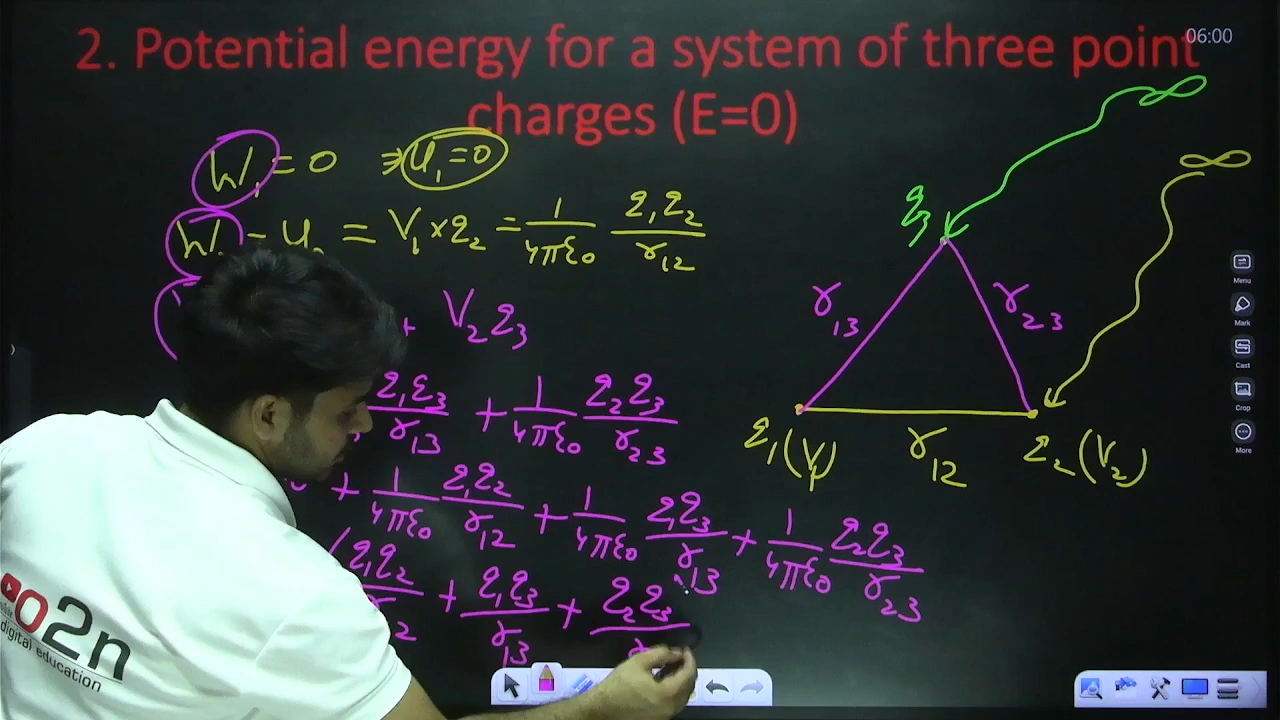 2. Potential energy for a system of three point
charges (E=0)
06:00
W₁ = 0 ⇒ U₁ = 0
= V₁ × q₂ = 1/4πε₀ q₁q₂/r₁₂
+ V₂q₃
q₁q₃/r₁₃ + 1/4πε₀ q₂q₃/r₂₃
+ 1/4πε₀ q₁q₂/r₁₂ + 1/4πε₀ q₁q₃/r₁₃ + 1/4πε₀ q₂q₃/r₂₃
q₁q₂ + q₁q₃/r₁₃ + q₂q₃
∞
∞
q₃
r₁₃
r₂₃
q₁(V₁)
r₁₂
q₂(V₂)
Menu
Mark
Cast
Crop
More
o2n
digital education